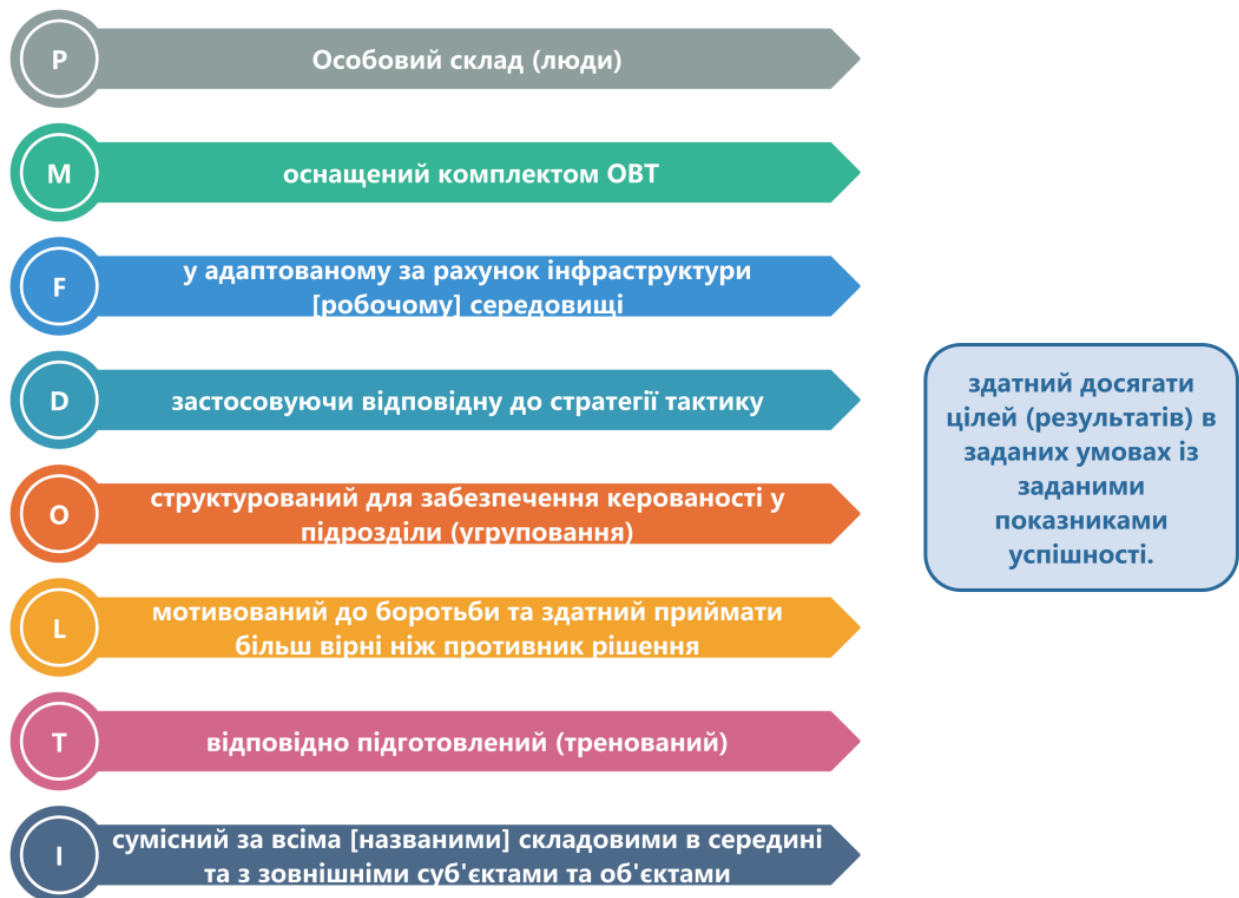 P
Особовий склад (люди)
M
оснащений комплектом ОВТ
F
у адаптованому за рахунок інфраструктури
[робочому] середовищі
D
застосовуючи відповідну до стратегії тактику
O
структурований для забезпечення керованості у
підрозділи (угруповання)
L
мотивований до боротьби та здатний приймати
більш вірні ніж противник рішення
T
відповідно підготовлений (тренований)
I
сумісний за всіма [названими] складовими в середині
та з зовнішніми суб'єктами та об'єктами
здатний досягати
цілей (результатів) в
заданих умовах із
заданими
показниками
успішності.